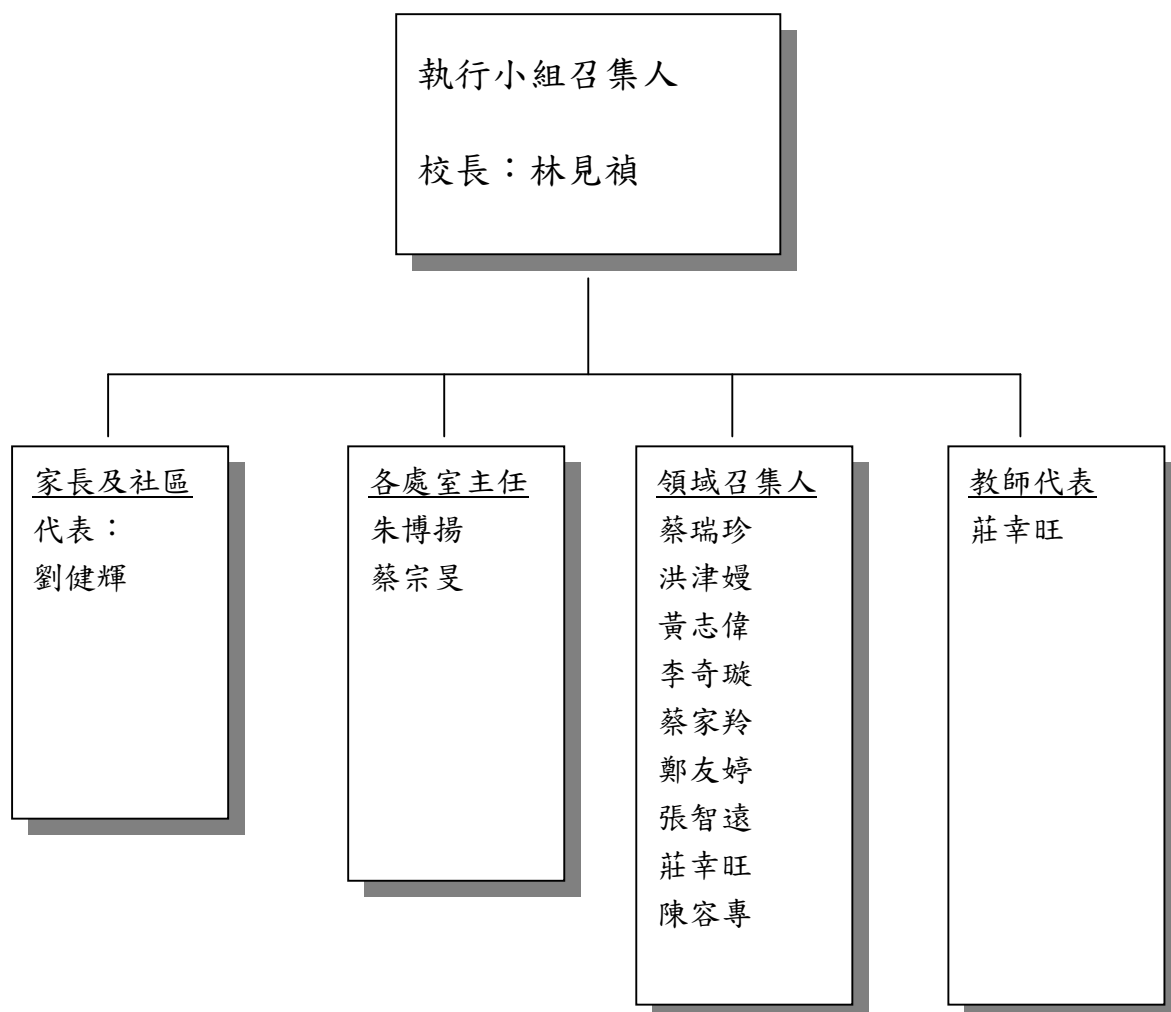 執行小組召集人
校長：林見禎
家長及社區
代表：
劉健輝
各處室主任
朱博揚
蔡宗旻
領域召集人
蔡瑞珍
洪津嫚
黃志偉
李奇璇
蔡家羚
鄭友婷
張智遠
莊幸旺
陳容專
教師代表
莊幸旺